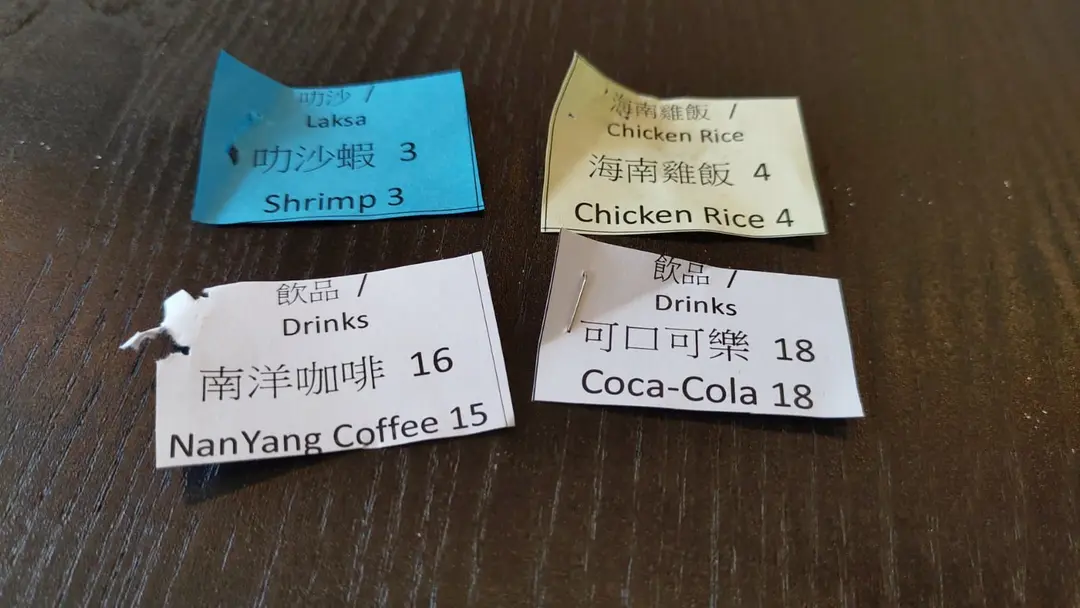 叻沙 /
Laksa
叻沙蝦 3
Shrimp 3
海南雞飯 /
Chicken Rice
海南雞飯 4
Chicken Rice 4
飲品 /
Drinks
南洋咖啡 16
NanYang Coffee 15
飲品 /
Drinks
可口可樂 18
Coca-Cola 18